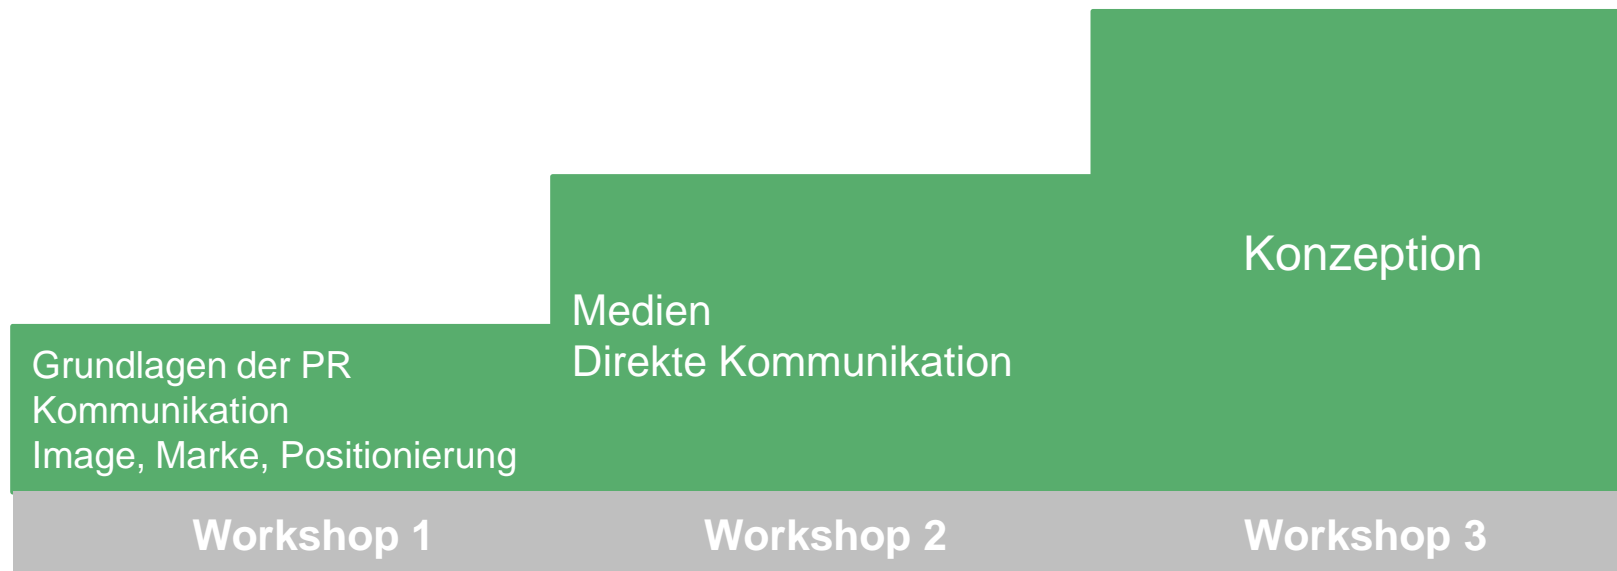 Grundlagen der PR
Kommunikation
Image, Marke, Positionierung
Medien
Direkte Kommunikation
Konzeption
Workshop 1
Workshop 2
Workshop 3